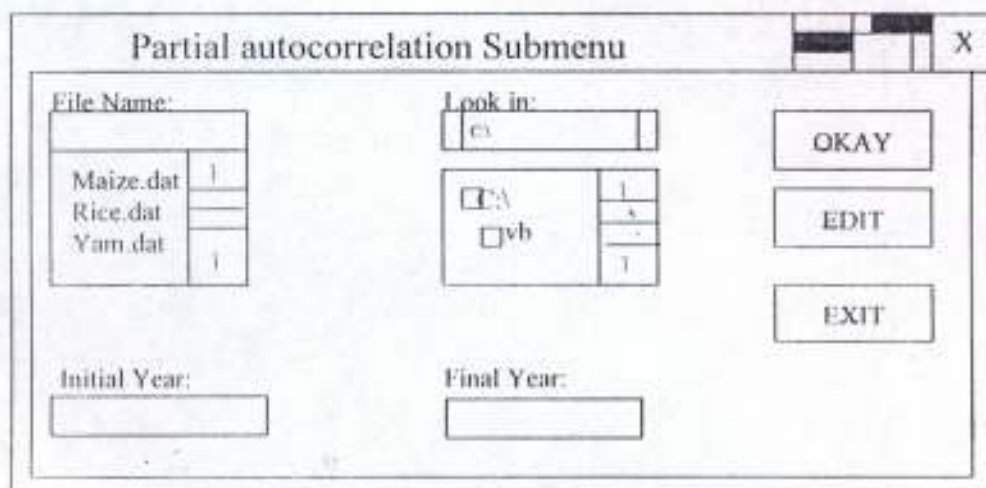 Partial autocorrelation Submenu X
File Name:
Maize.dat
Rice.dat
Yam.dat
Look in:
c:\
C:\
vb
OKAY
EDIT
EXIT
Initial Year:
Final Year: